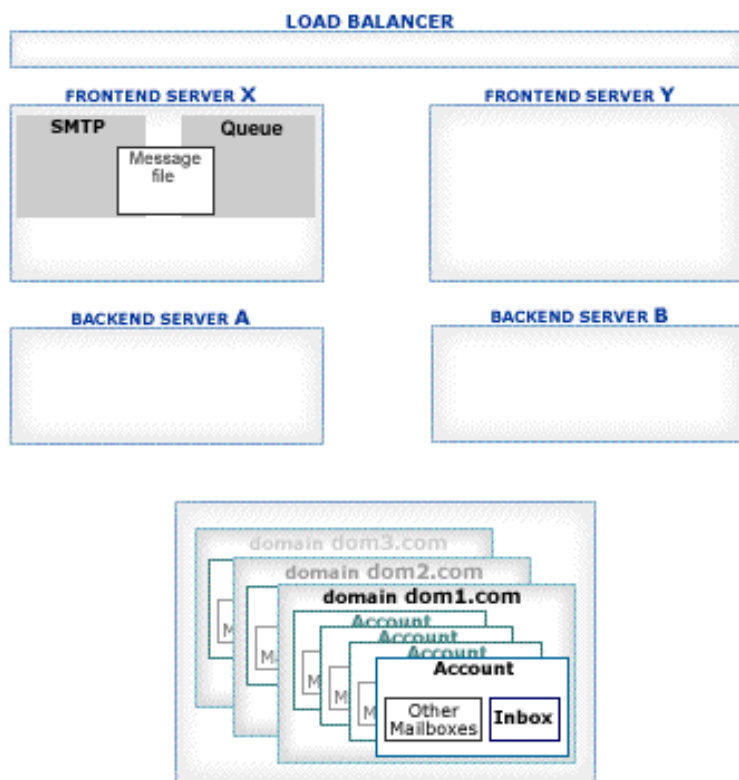 LOAD BALANCER
FRONTEND SERVER X
FRONTEND SERVER Y
SMTP
Queue
Message
file
BACKEND SERVER A
BACKEND SERVER B
domain dom3.com
domain dom2.com
domain dom1.com
Account
Account
Account
Account
M
M
M
M
M
Other
Mailboxes
Inbox